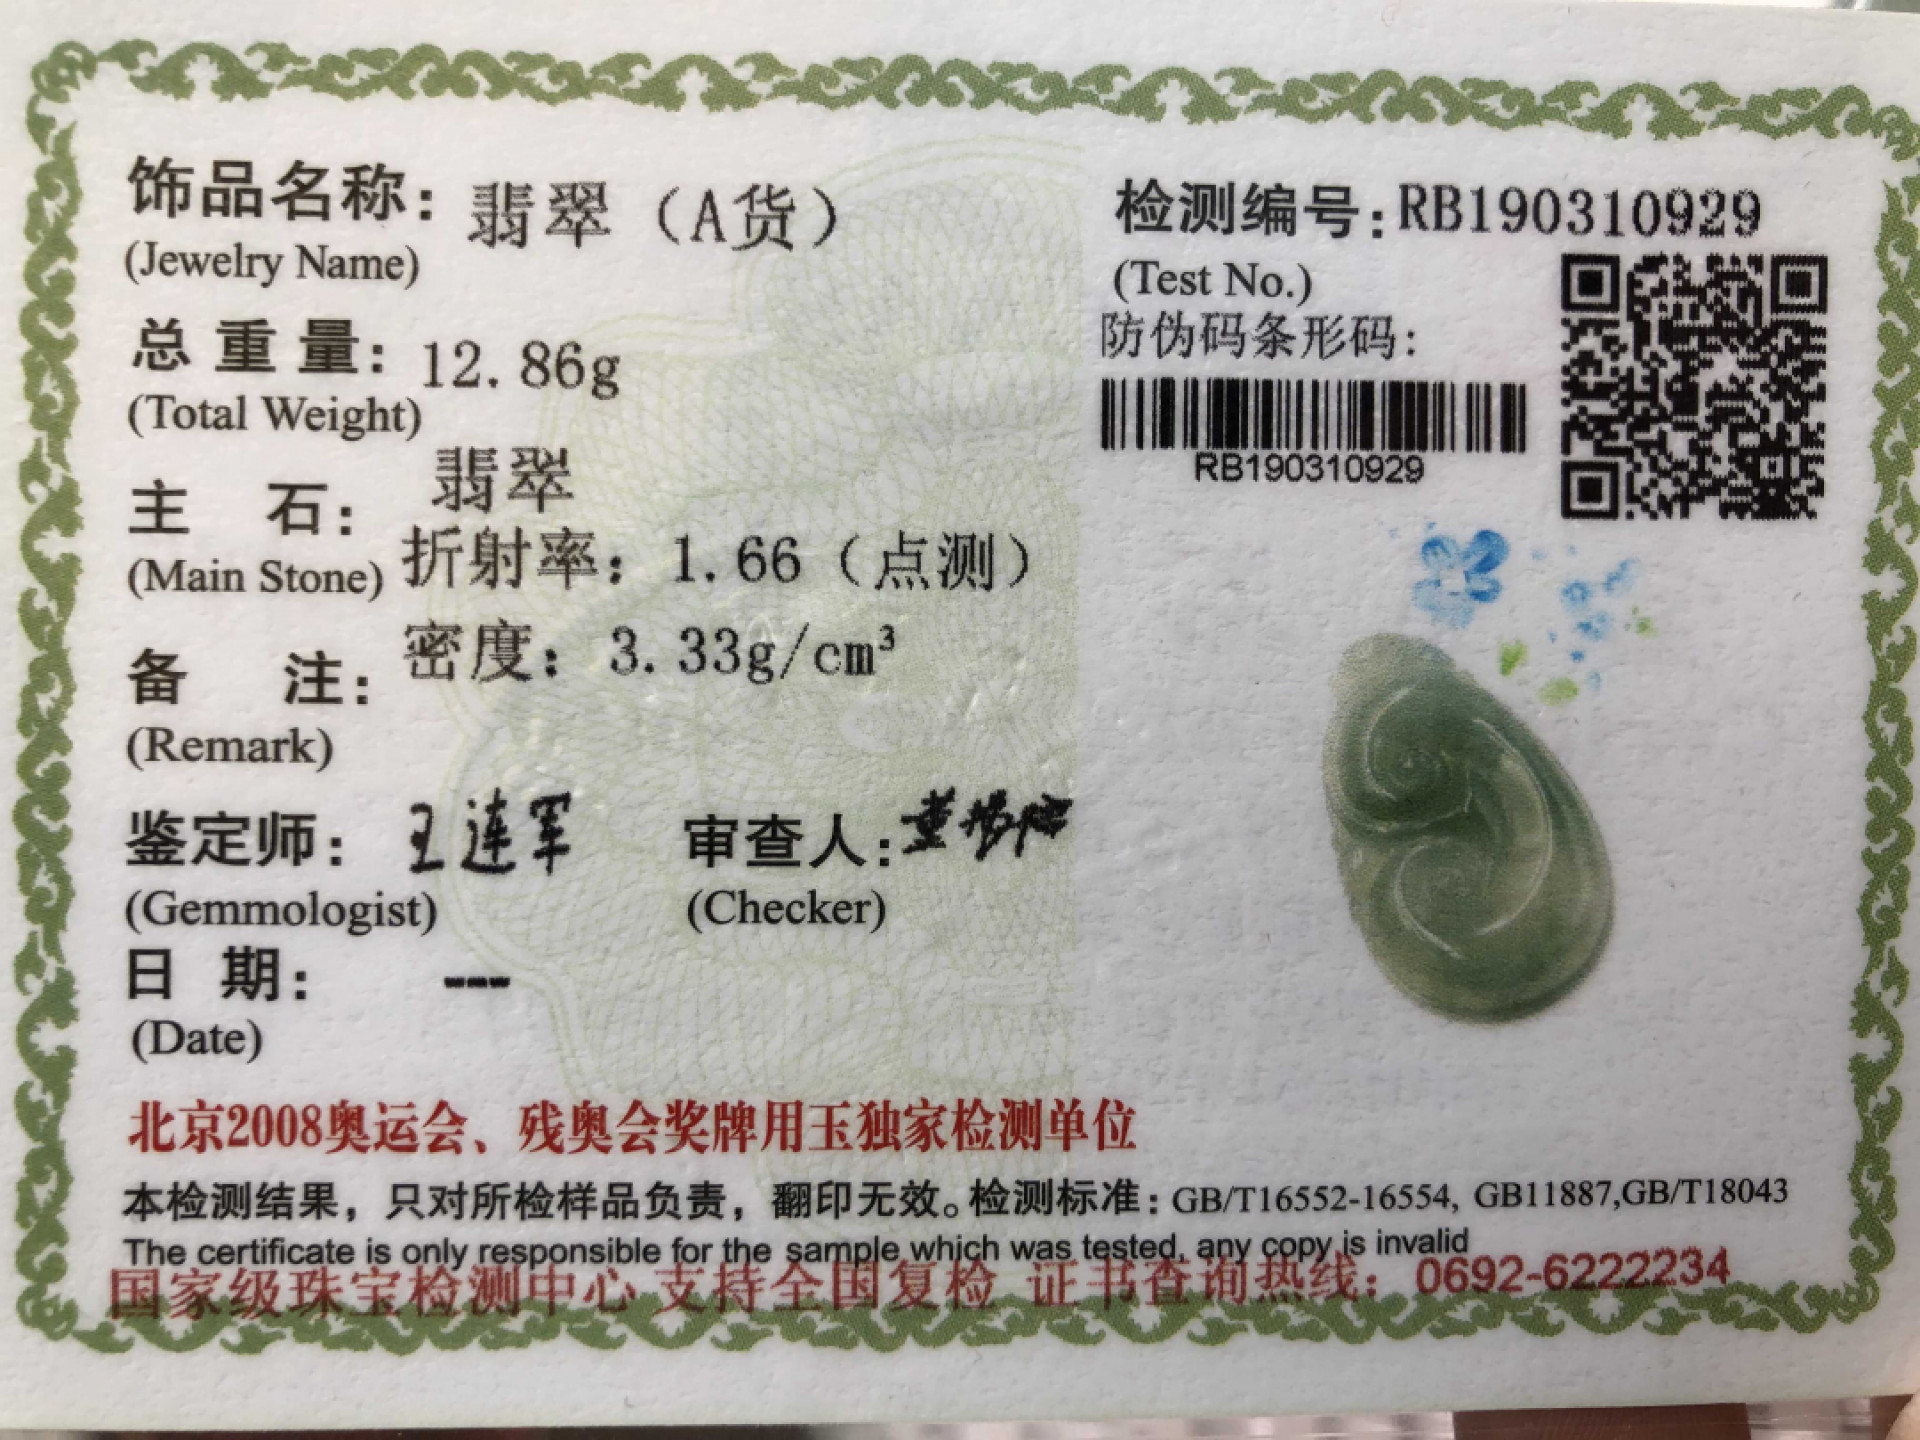 饰品名称：翡翠（A货）
(Jewelry Name)
总重量：12.86g
(Total Weight)
主 石：翡翠
(Main Stone)
折射率：1.66（点测）
备 注：密度：3.33g/cm³
(Remark)
鉴定师：王连军 审查人：董振
(Gemmologist) (Checker)
日 期： ---
(Date)
检测编号：RB190310929
(Test No.)
防伪码条形码：
RB190310929
北京2008奥运会、残奥会奖牌用玉独家检测单位
本检测结果，只对所检样品负责，翻印无效。检测标准：GB/T16552-16554, GB11887,GB/T18043
The certificate is only responsible for the sample which was tested, any copy is invalid
国家级珠宝检测中心 支持全国复检 证书查询热线：0692-6222234